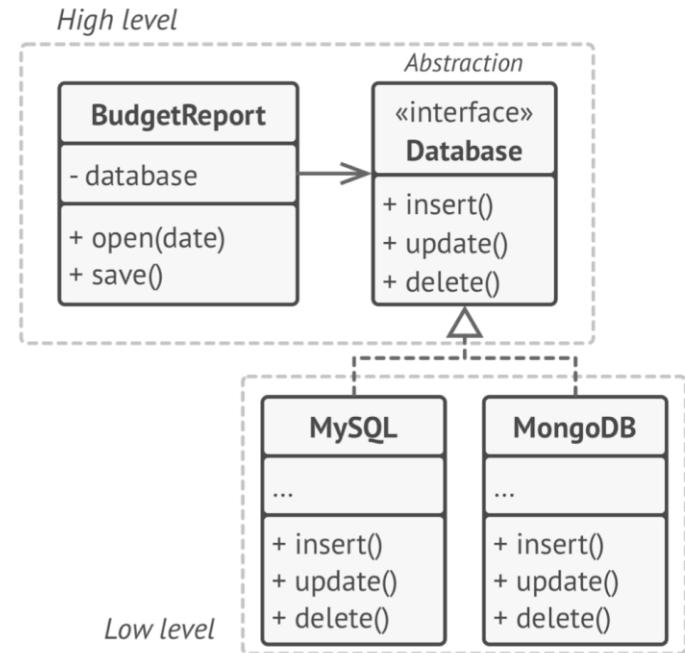 High level
BudgetReport
- database
+ open(date)
+ save()
Abstraction
«interface»
Database
+ insert()
+ update()
+ delete()
MySQL
...
+ insert()
+ update()
+ delete()
MongoDB
...
+ insert()
+ update()
+ delete()
Low level